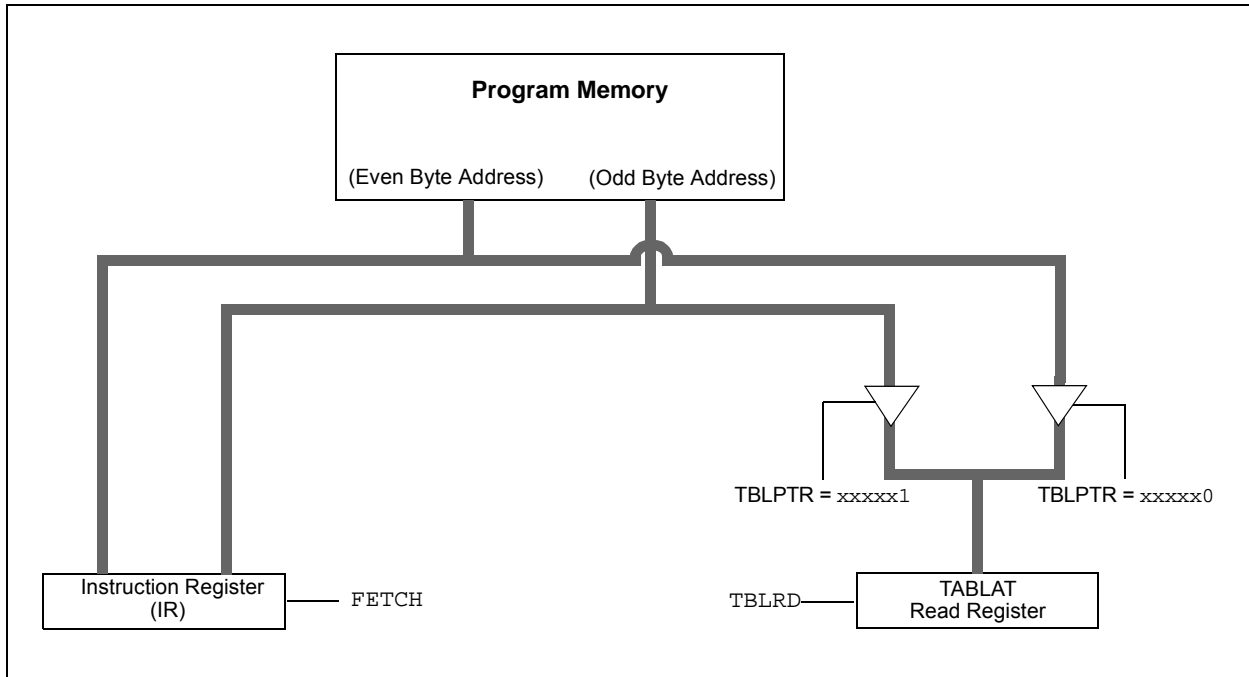 Program Memory
(Even Byte Address) (Odd Byte Address)
TBLPTR = xxxxx1
TBLPTR = xxxxx0
Instruction Register
(IR)
FETCH
TBLRD
TABLAT
Read Register